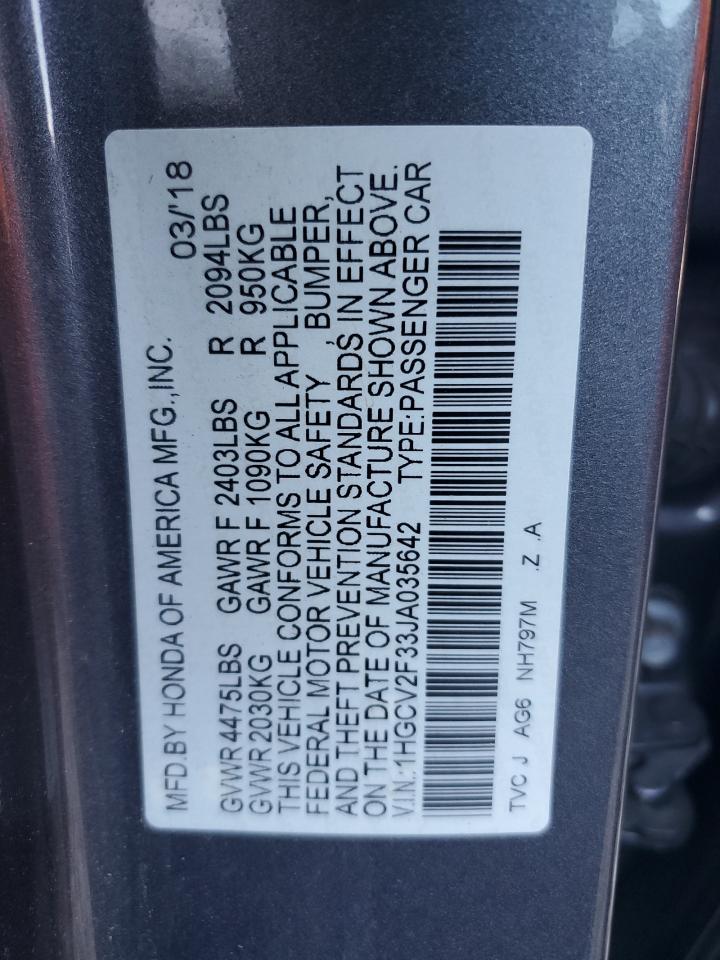 MFD.BY HONDA OF AMERICA MFG.,INC. 03/'18
GVWR 4475LBS GAWR F 2403LBS R 2094LBS
GVWR 2030KG GAWR F 1090KG R 950KG
THIS VEHICLE CONFORMS TO ALL APPLICABLE
FEDERAL MOTOR VEHICLE SAFETY , BUMPER,
AND THEFT PREVENTION STANDARDS IN EFFECT
ON THE DATE OF MANUFACTURE SHOWN ABOVE.
V.I.N.:1HGCV2F33JA035642 TYPE:PASSENGER CAR
TVC J AG6 NH797M .Z .A